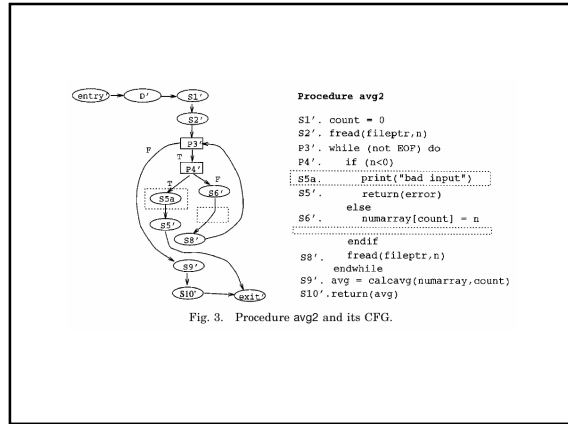 entry'
D'
S1'
S2'
P3'
F
T
P4'
T
F
S5a
S6'
S5'
S8'
S9'
S10'
exit'
Procedure avg2
S1'. count = 0
S2'. fread(fileptr,n)
P3'. while (not EOF) do
P4'. if (n<0)
S5a. print("bad input")
S5'. return(error)
else
S6'. numarray[count] = n
endif
S8'. fread(fileptr,n)
endwhile
S9'. avg = calcavg(numarray,count)
S10'.return(avg)
Fig. 3. Procedure avg2 and its CFG.